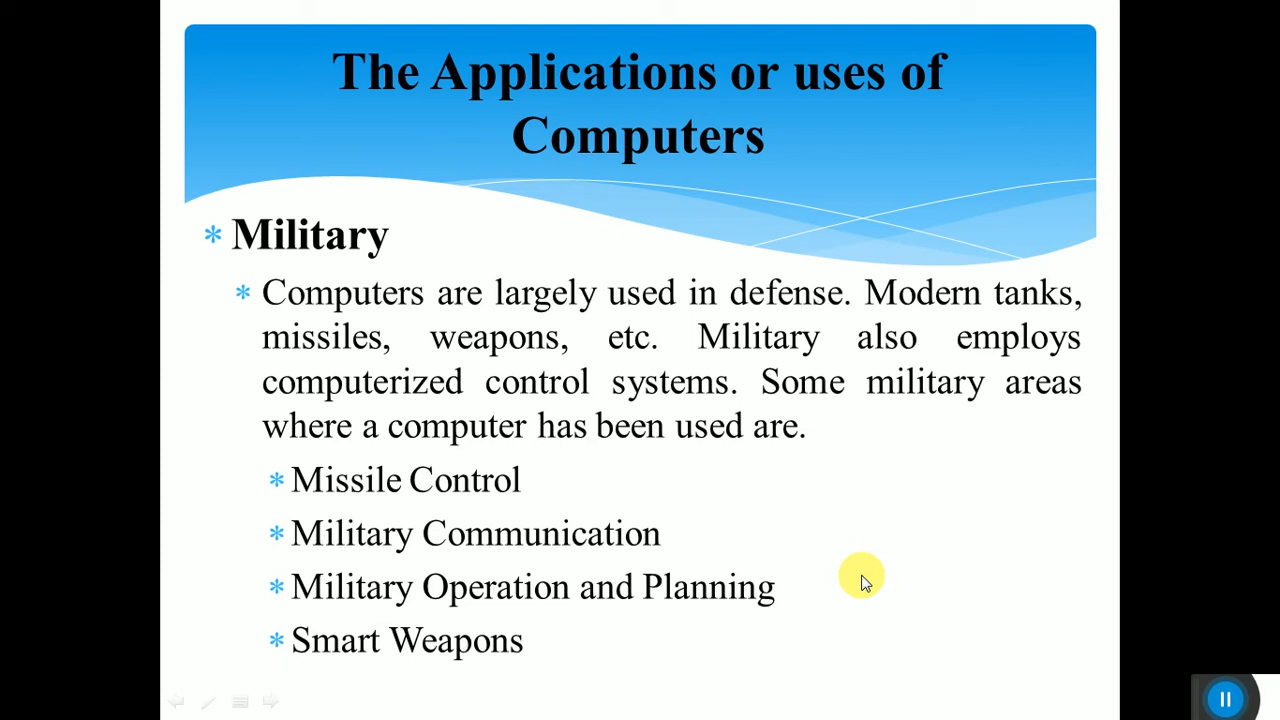 The Applications or uses of
Computers
* Military
* Computers are largely used in defense. Modern tanks,
missiles, weapons, etc. Military also employs
computerized control systems. Some military areas
where a computer has been used are.
* Missile Control
* Military Communication
* Military Operation and Planning
* Smart Weapons